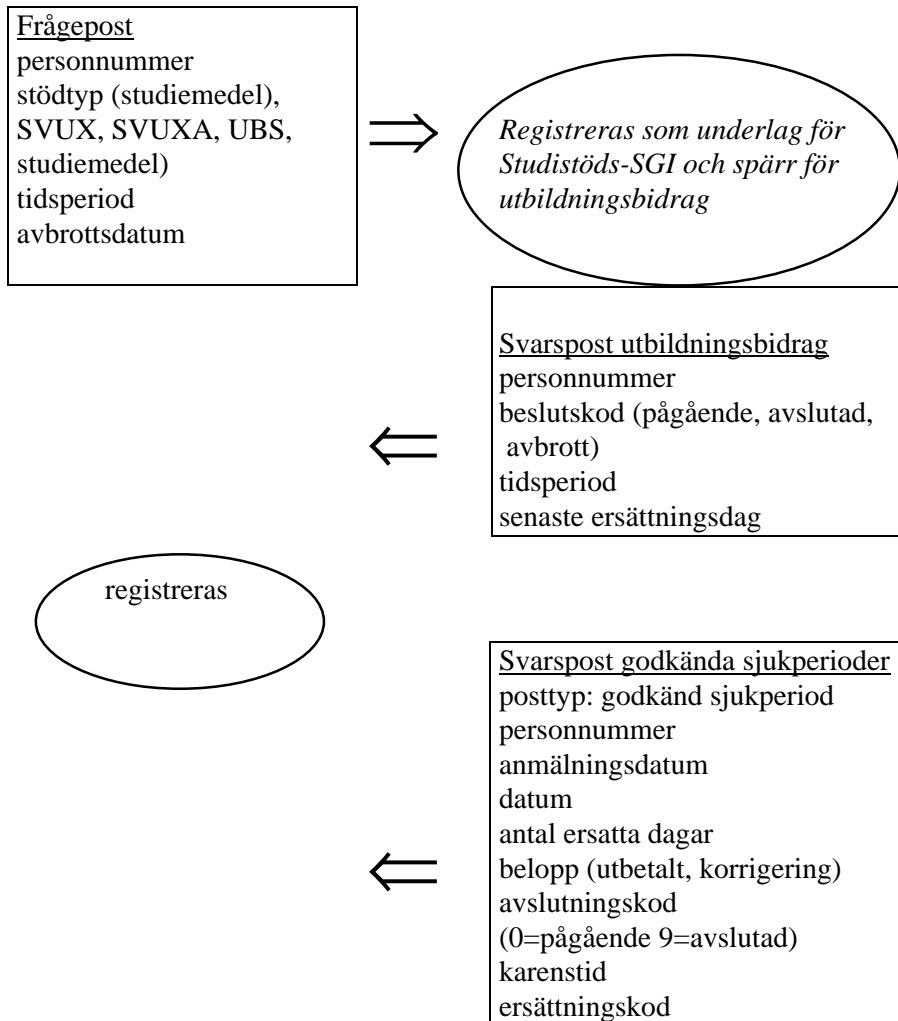 Frågepost
personnummer
stödtyp (studiemedel),
SVUX, SVUXA, UBS,
studiemedel)
tidsperiod
avbrottsdatum
⇒
Registreras som underlag för
Studistöds-SGI och spärr för
utbildningsbidrag
Svarspost utbildningsbidrag
personnummer
beslutskod (pågående, avslutad,
avbrott)
tidsperiod
senaste ersättningsdag
⇐
registreras
Svarspost godkända sjukperioder
posttyp: godkänd sjukperiod
personnummer
anmälningsdatum
datum
antal ersatta dagar
belopp (utbetalt, korrigering)
avslutningskod
(0=pågående 9=avslutad)
karenstid
ersättningskod
⇐